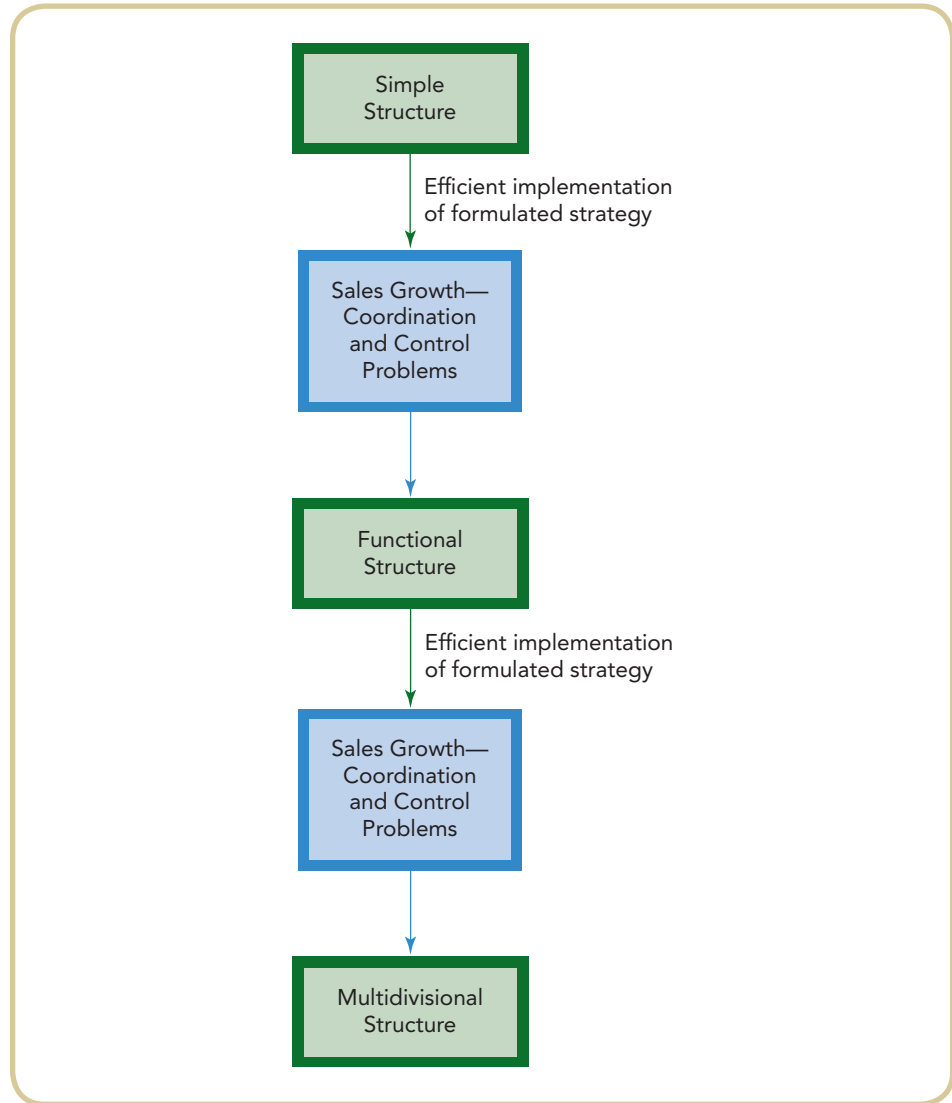 Simple
Structure
Efficient implementation
of formulated strategy
Sales Growth—
Coordination
and Control
Problems
Functional
Structure
Efficient implementation
of formulated strategy
Sales Growth—
Coordination
and Control
Problems
Multidivisional
Structure